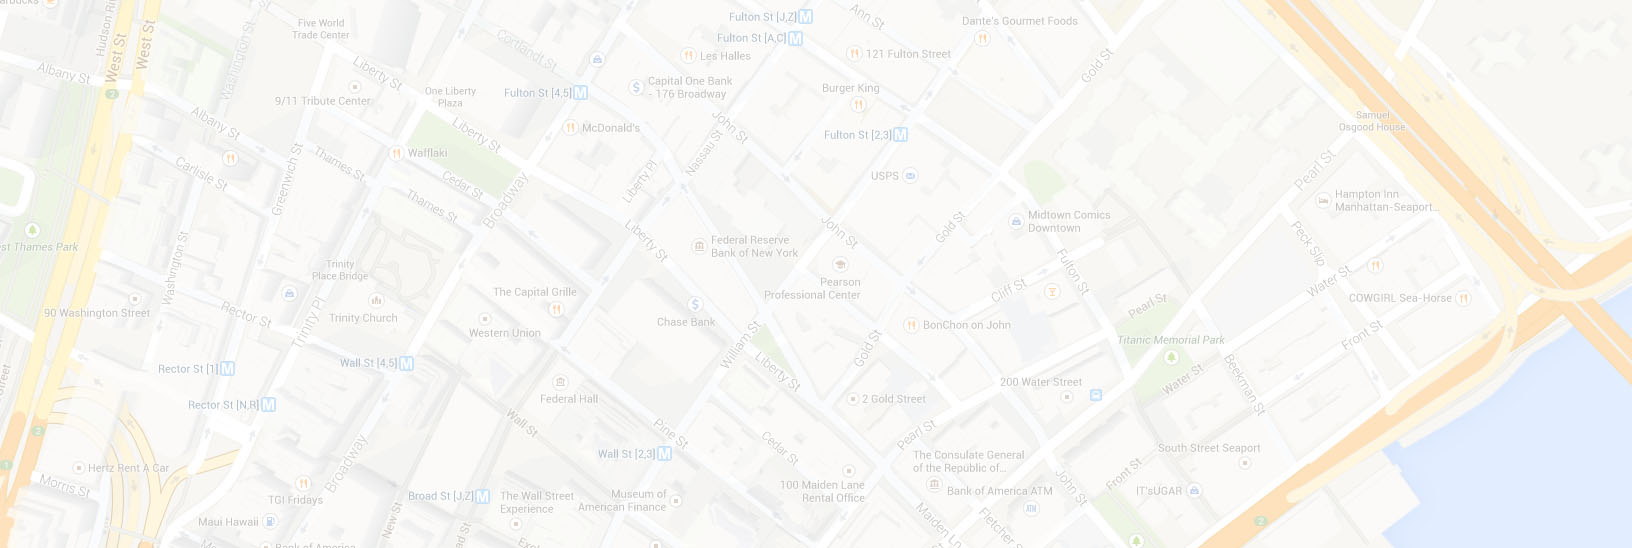 Starbucks
Hudson Riv
West St
West St
Washington St
Five World
Trade Center
Albany St
Liberty St
Cortlandt St
Fulton St [J,Z]
Fulton St [A,C]
Ann St
Les Halles
121 Fulton Street
Dante's Gourmet Foods
Gold St
Capital One Bank
- 176 Broadway
Burger King
One Liberty
Plaza
9/11 Tribute Center
Fulton St [4,5]
Albany St
Liberty St
McDonald's
John St
Fulton St [2,3]
Samuel
Osgood House
Thames St
Wafflaki
Nassau St
Carlisle St
Greenwich St
Cedar St
Liberty Pl
USPS
Pearl St
Hampton Inn
Manhattan-Seaport...
Thames St
Broadway
est Thames Park
Liberty St
Federal Reserve
Bank of New York
John St
Gold St
Midtown Comics
Downtown
Peck Slip
Washington St
Trinity
Place Bridge
Pearson
Professional Center
Fulton St
Cliff St
Water St
The Capital Grille
Trinity Church
90 Washington Street
Rector St
Trinity Pl
Western Union
Chase Bank
BonChon on John
Pearl St
COWGIRL Sea-Horse
Front St
Titanic Memorial Park
William St
Gold St
Liberty St
Rector St [1]
Wall St [4,5]
Federal Hall
200 Water Street
Water St
Beekman St
2 Gold Street
Rector St [N,R]
Wall St
Pine St
Cedar St
Pearl St
Street
Broadway
Wall St [2,3]
The Consulate General
of the Republic of...
South Street Seaport
Hertz Rent A Car
Morris St
TGI Fridays
100 Maiden Lane
Rental Office
Bank of America ATM
John St
Front St
IT'sUGAR
Broad St [J,Z]
The Wall Street
Experience
Museum of
American Finance
Maui Hawaii
New St
Maiden Ln
Fletcher St
Bank of America